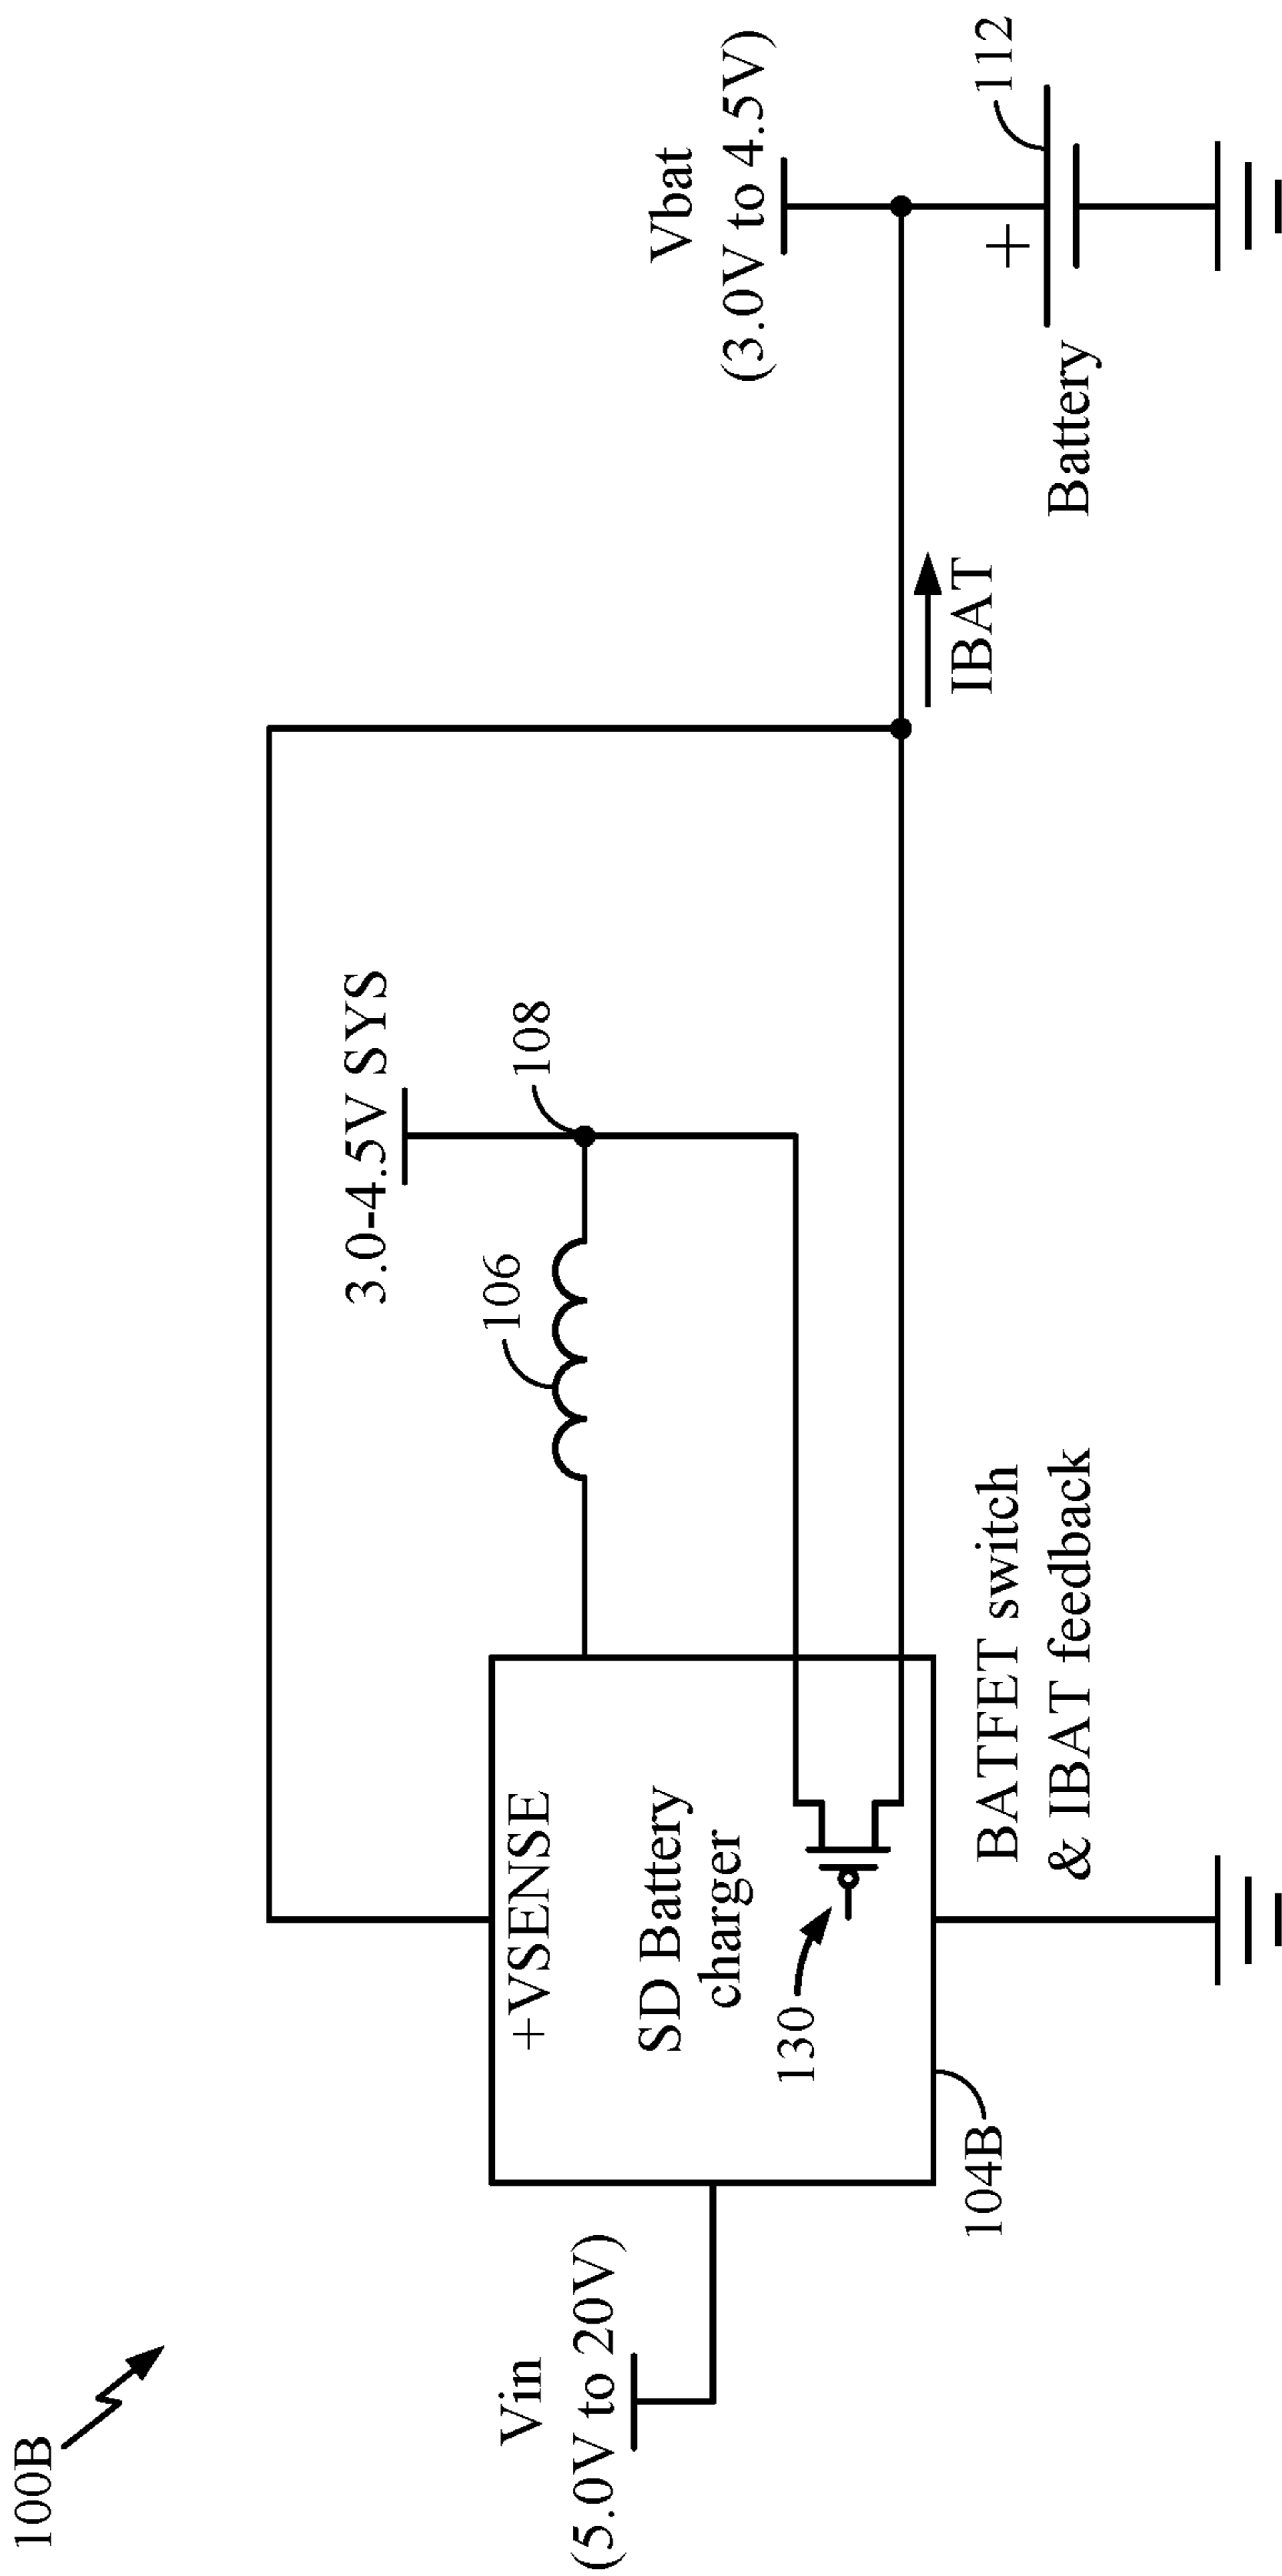 100B
3.0-4.5V SYS
+VSENSE
106
108
Vin
(5.0V to 20V)
SD Battery
charger
130
Vbat
(3.0V to 4.5V)
IBAT
+
112
104B
BATFET switch
& IBAT feedback
Battery